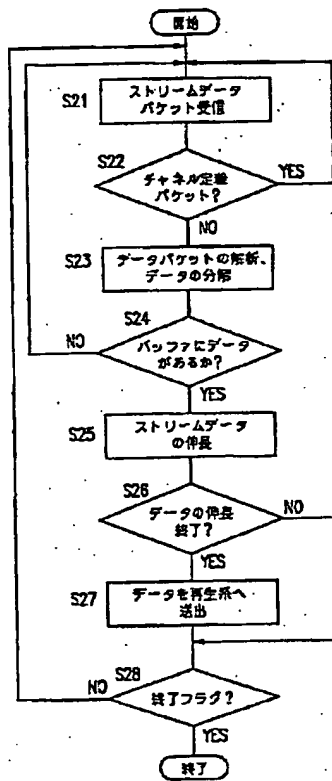 開始
S21
ストリームデータ
パケット受信
S22
YES
チャネル定義
パケット?
NO
S23
データパケットの解断、
データの分解
S24
NO
バッファにデータ
があるか?
YES
S25
ストリームデータ
の伸長
S26
NO
データの伸長
終了?
YES
S27
データを再生系へ
送出
S28
NO
終了フラグ?
YES
終了